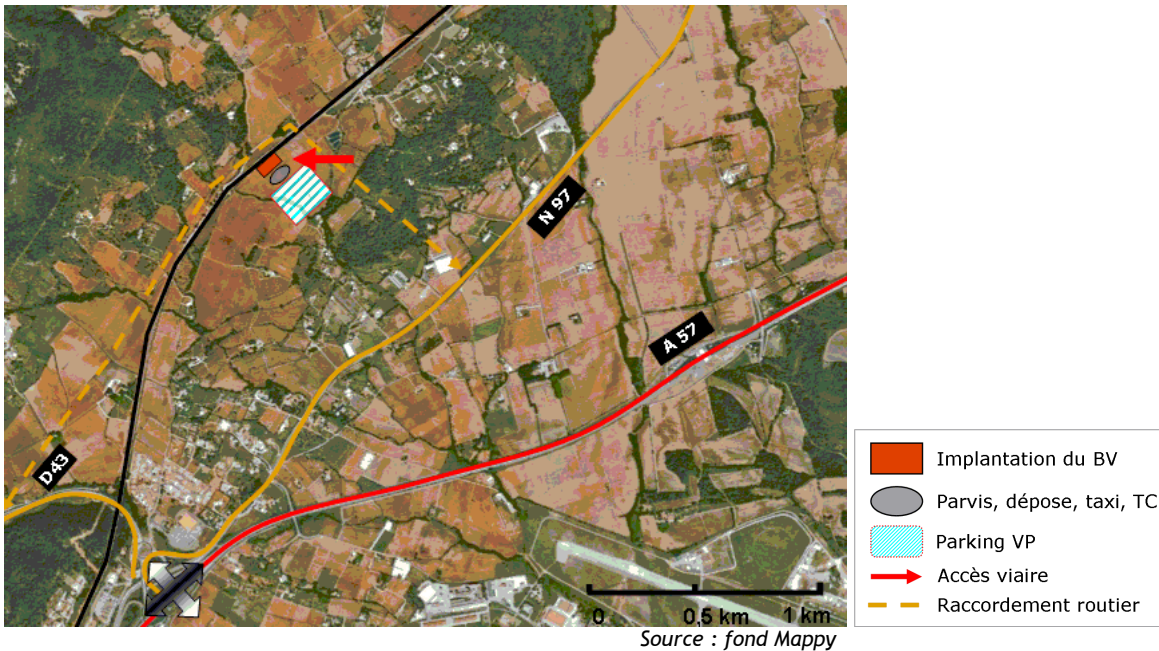 N 97
A 57
D43
0 0,5 km 1 km
Source : fond Mappy
Implantation du BV
Parvis, dépose, taxi, TC
Parking VP
Accès viaire
Raccordement routier